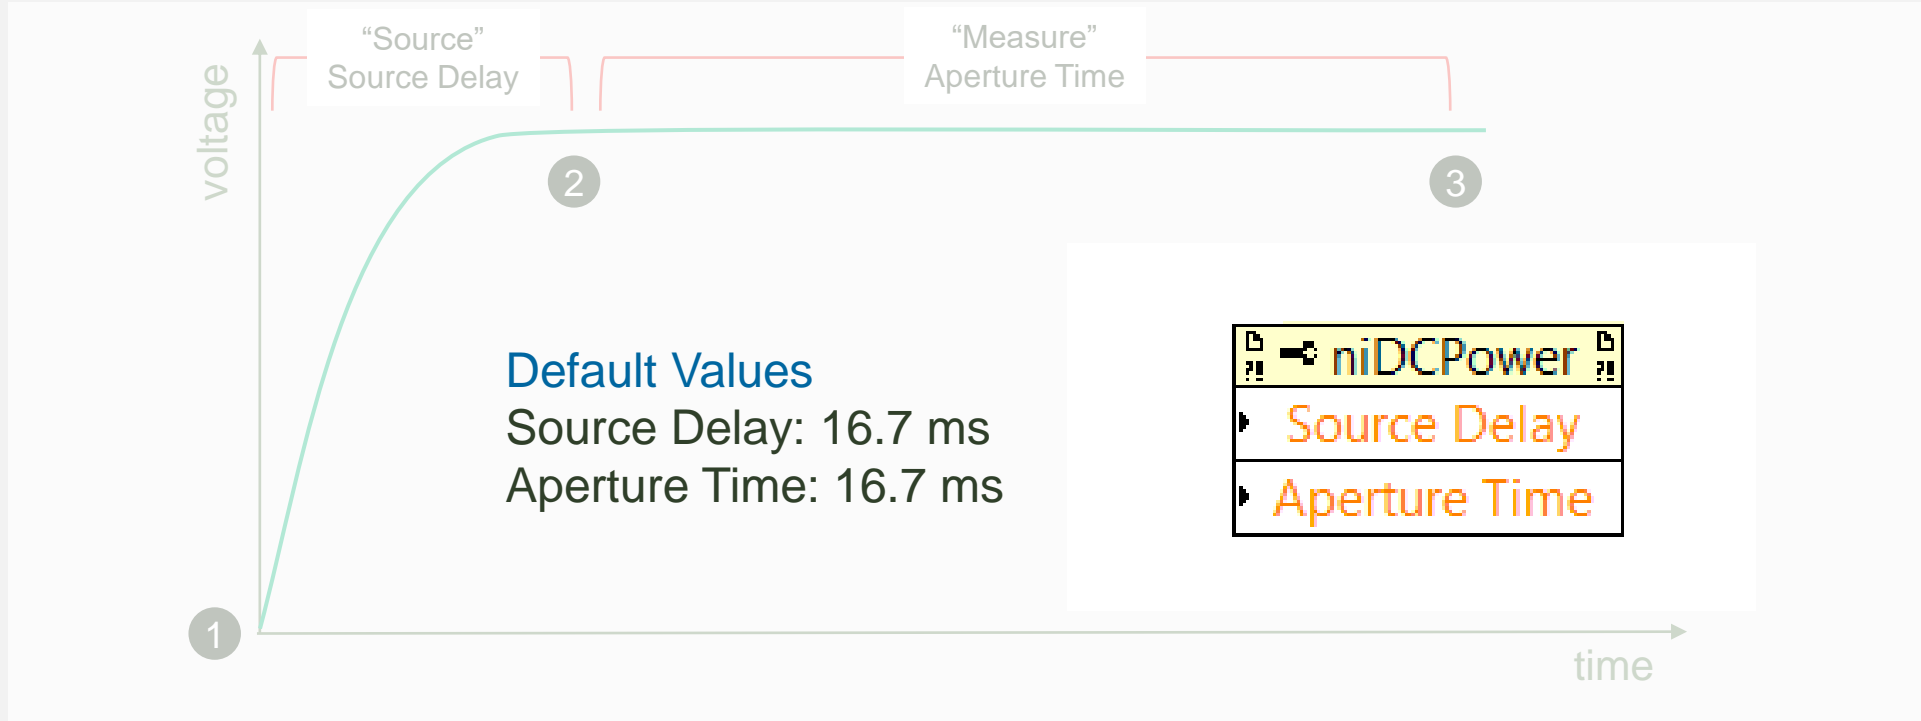 “Source”
Source Delay
“Measure”
Aperture Time
voltage
2
3
Default Values
Source Delay: 16.7 ms
Aperture Time: 16.7 ms
?! niDCPower ?!
Source Delay
Aperture Time
1
time